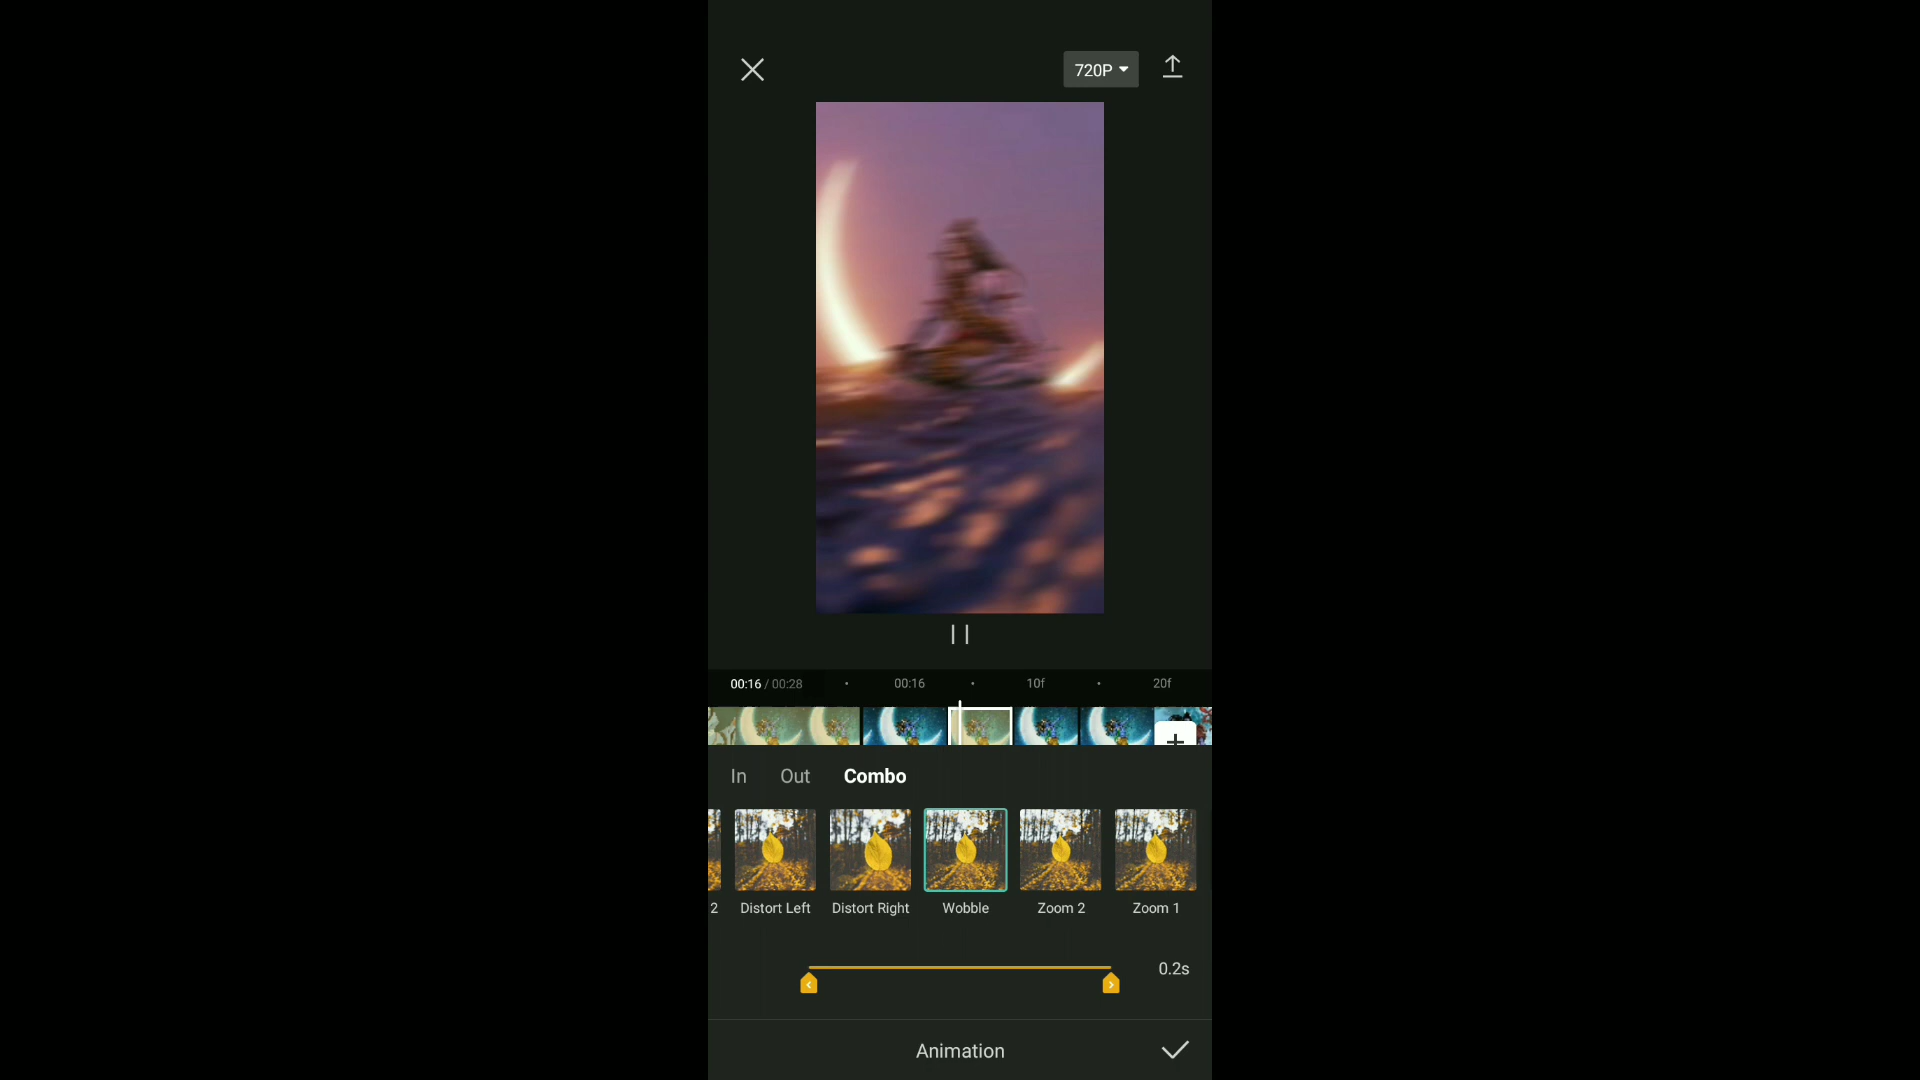 720P
00:16 / 00:28 00:16 10f 20f
In Out Combo
2 Distort Left Distort Right Wobble Zoom 2 Zoom 1
0.2s
Animation